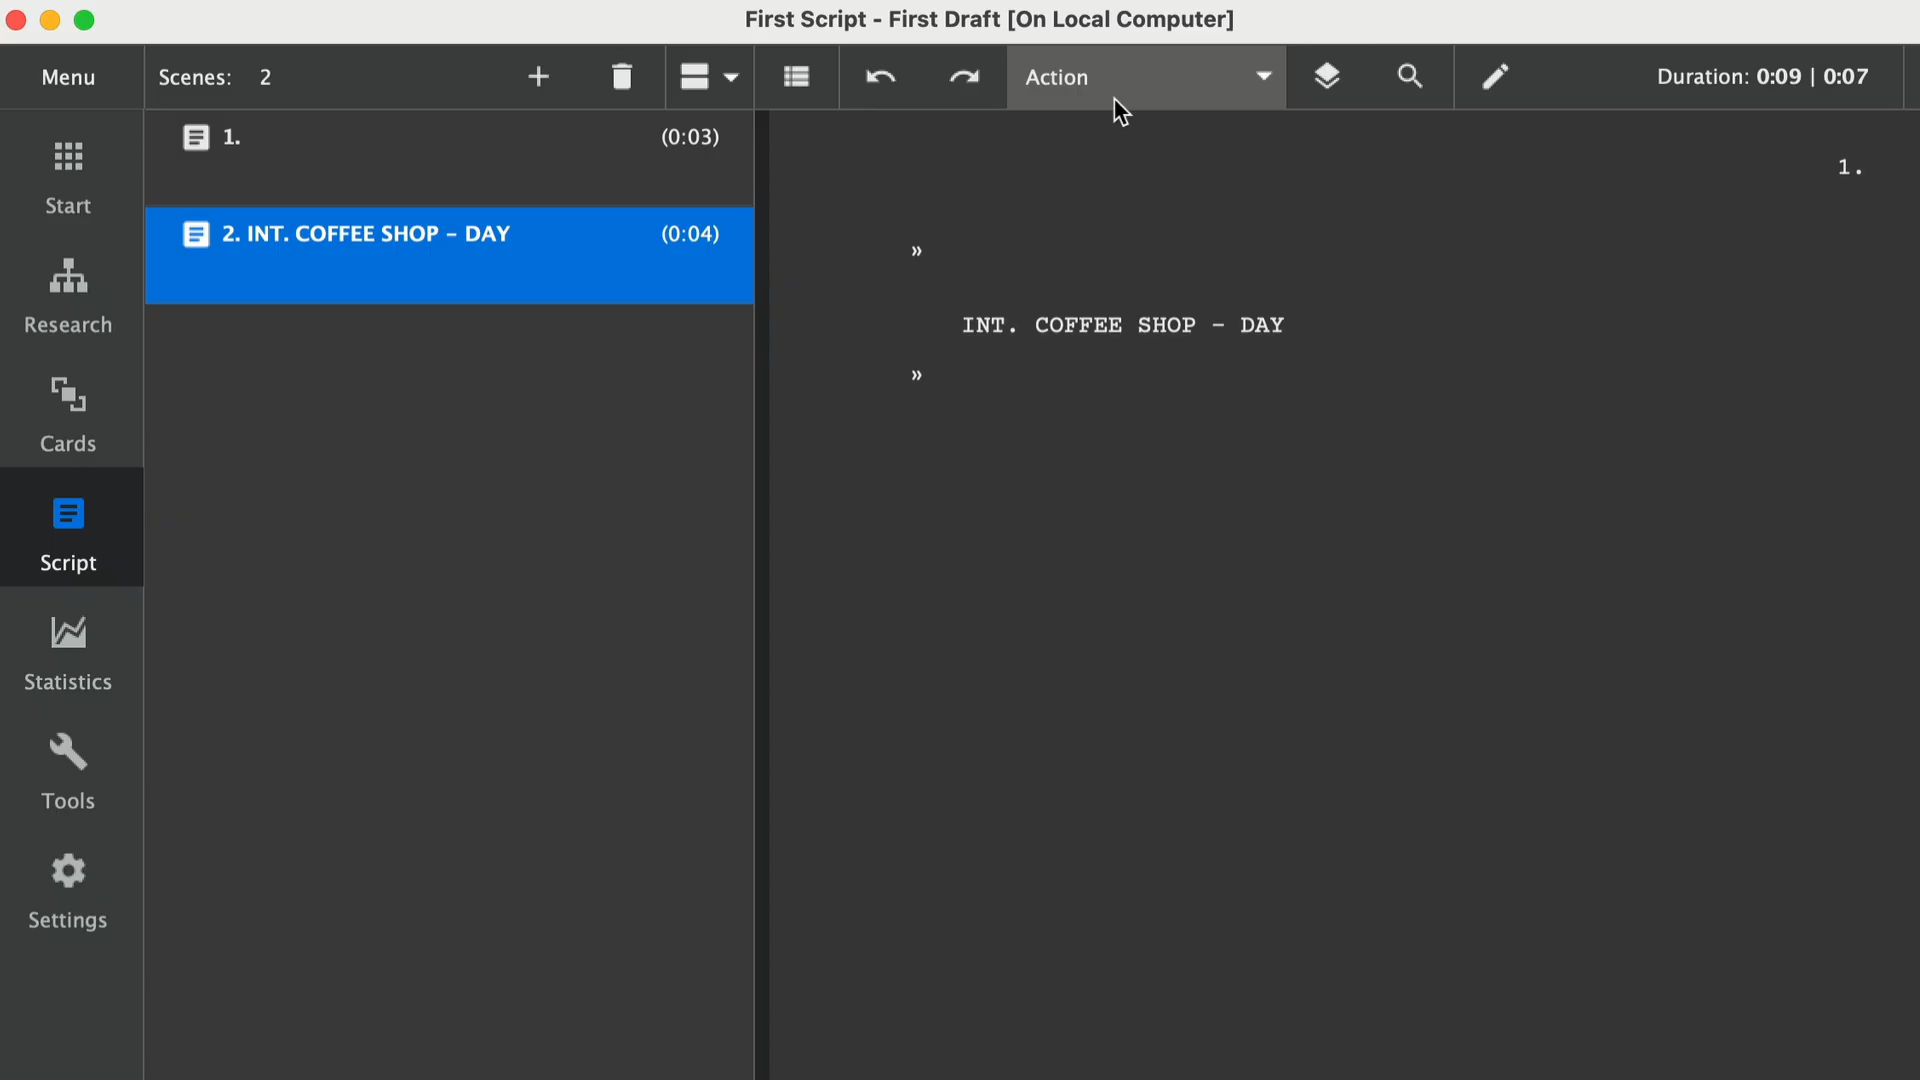 First Script - First Draft [On Local Computer]
Menu
Scenes: 2
Action
Duration: 0:09 | 0:07
Start
Research
Cards
Script
Statistics
Tools
Settings
1. (0:03)
2. INT. COFFEE SHOP - DAY (0:04)
1.
»
INT. COFFEE SHOP - DAY
»